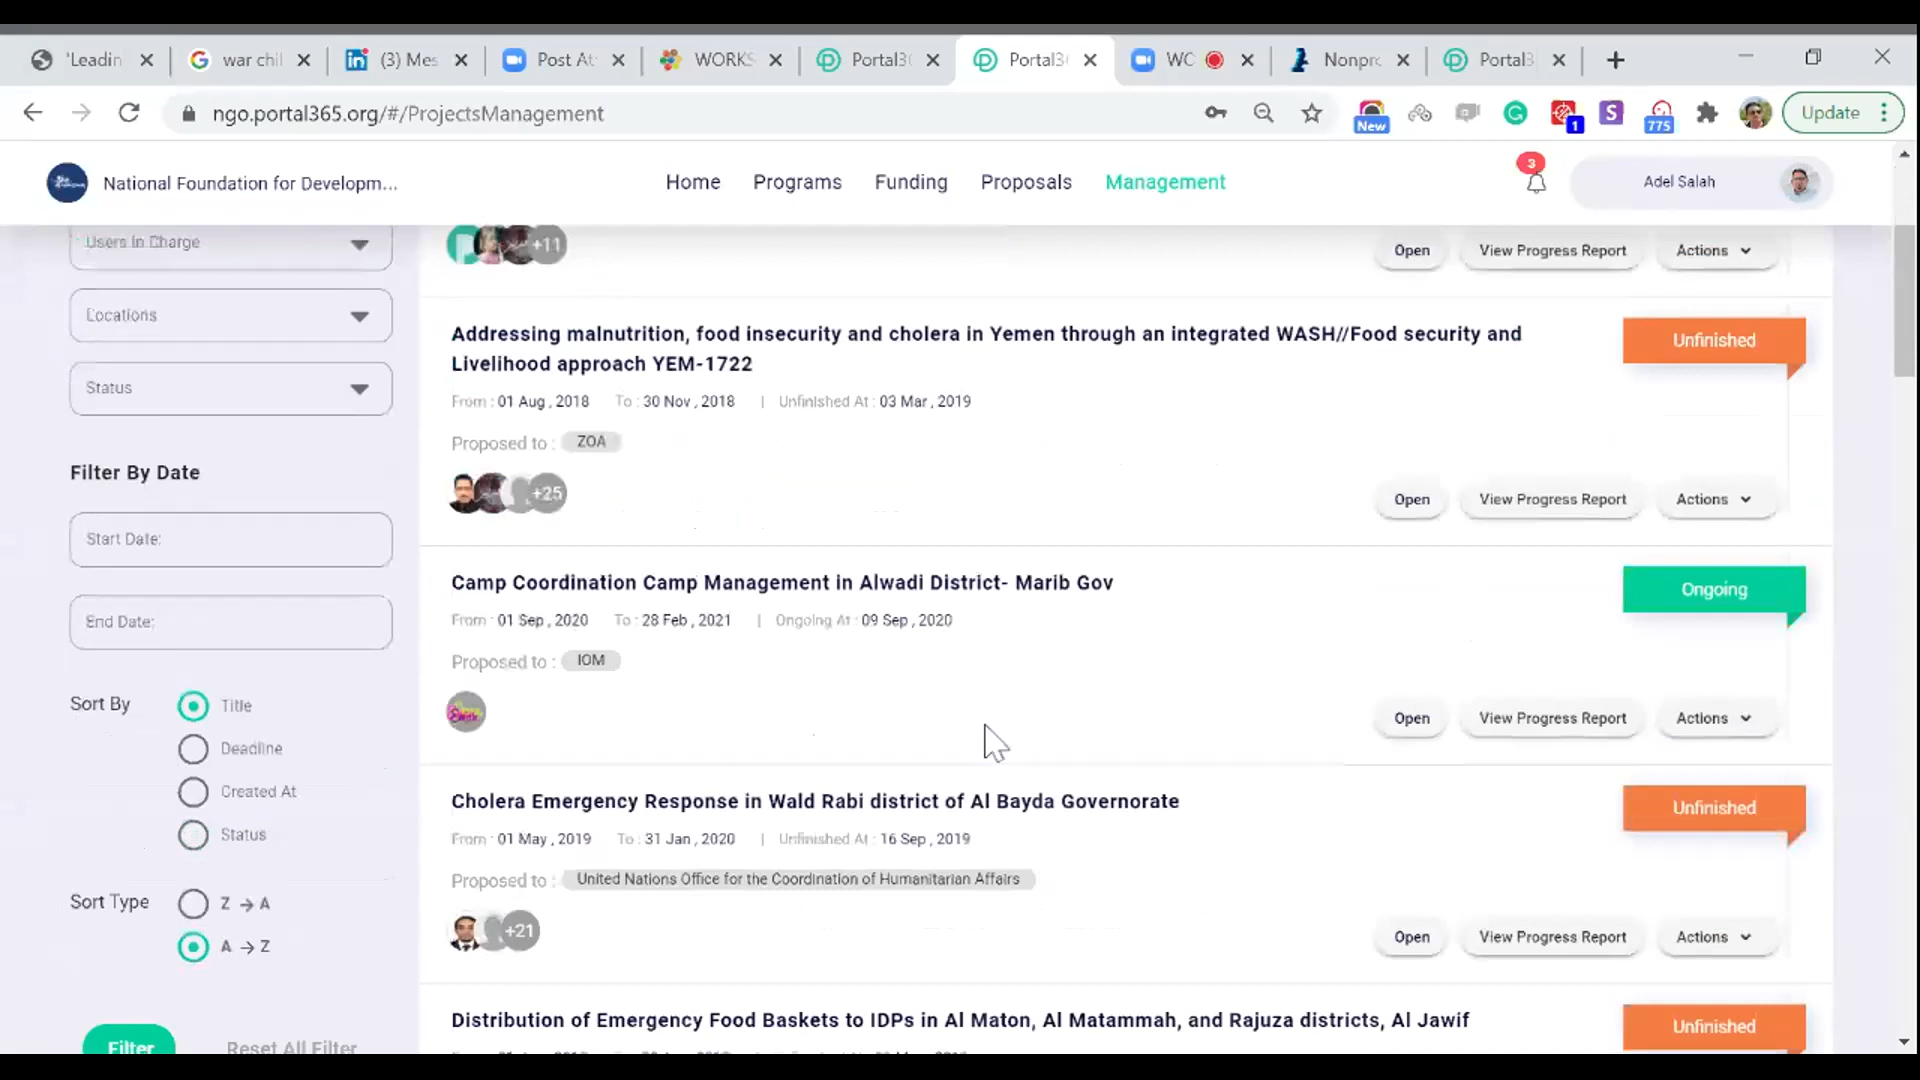 'Leadin
war chil
(3) Mes
Post At
WORKS
Portal3
Portal3
WC
Nonpro
Portal3
ngo.portal365.org/#/ProjectsManagement
New
1
S
775
Update
National Foundation for Developm...
Home
Programs
Funding
Proposals
Management
3
Adel Salah
Users In Charge
+11
Open
View Progress Report
Actions
Locations
Status
Addressing malnutrition, food insecurity and cholera in Yemen through an integrated WASH//Food security and
Livelihood approach YEM-1722
Unfinished
From : 01 Aug , 2018 To : 30 Nov , 2018 | Unfinished At : 03 Mar , 2019
Proposed to : ZOA
+25
Open
View Progress Report
Actions
Filter By Date
Start Date:
End Date:
Camp Coordination Camp Management in Alwadi District- Marib Gov
Ongoing
From : 01 Sep , 2020 To : 28 Feb , 2021 | Ongoing At : 09 Sep , 2020
Proposed to : IOM
Open
View Progress Report
Actions
Sort By
Title
Deadline
Created At
Status
Sort Type
Z → A
A → Z
Filter
Reset All Filter
Cholera Emergency Response in Wald Rabi district of Al Bayda Governorate
Unfinished
From : 01 May , 2019 To : 31 Jan , 2020 | Unfinished At : 16 Sep , 2019
Proposed to : United Nations Office for the Coordination of Humanitarian Affairs
+21
Open
View Progress Report
Actions
Distribution of Emergency Food Baskets to IDPs in Al Maton, Al Matammah, and Rajuza districts, Al Jawif
Unfinished